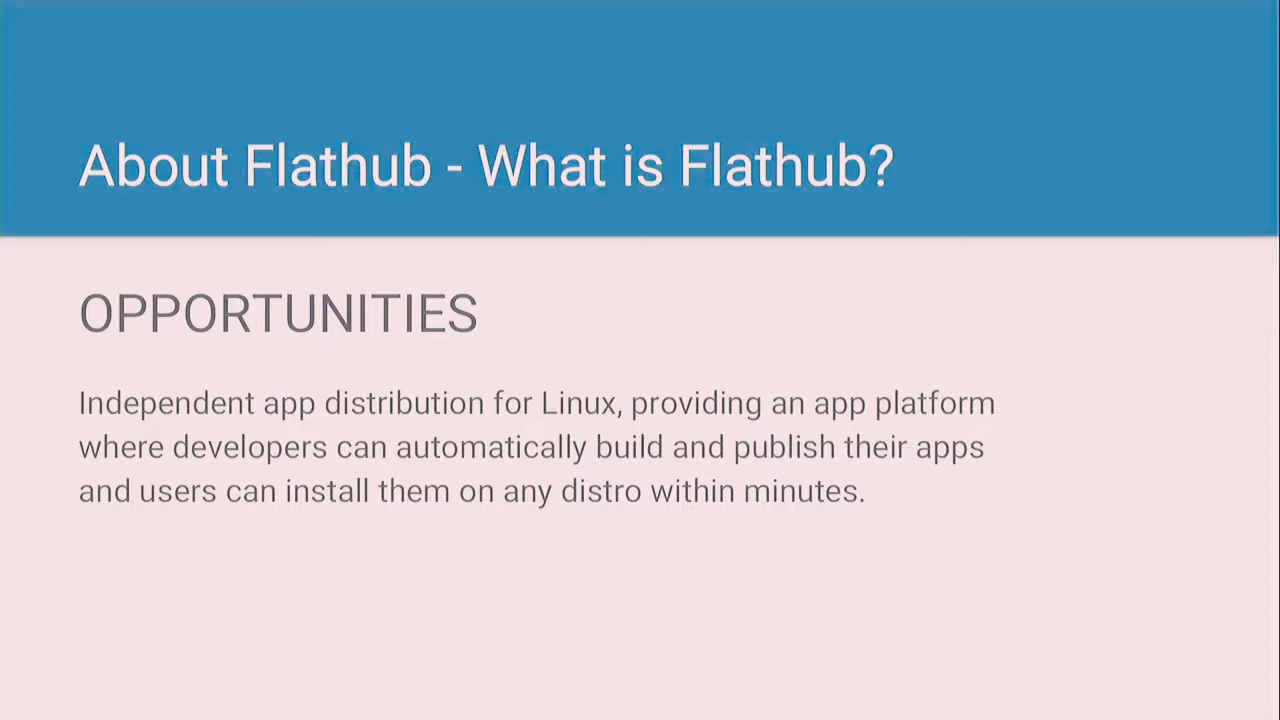 About Flathub - What is Flathub?
OPPORTUNITIES
Independent app distribution for Linux, providing an app platform
where developers can automatically build and publish their apps
and users can install them on any distro within minutes.